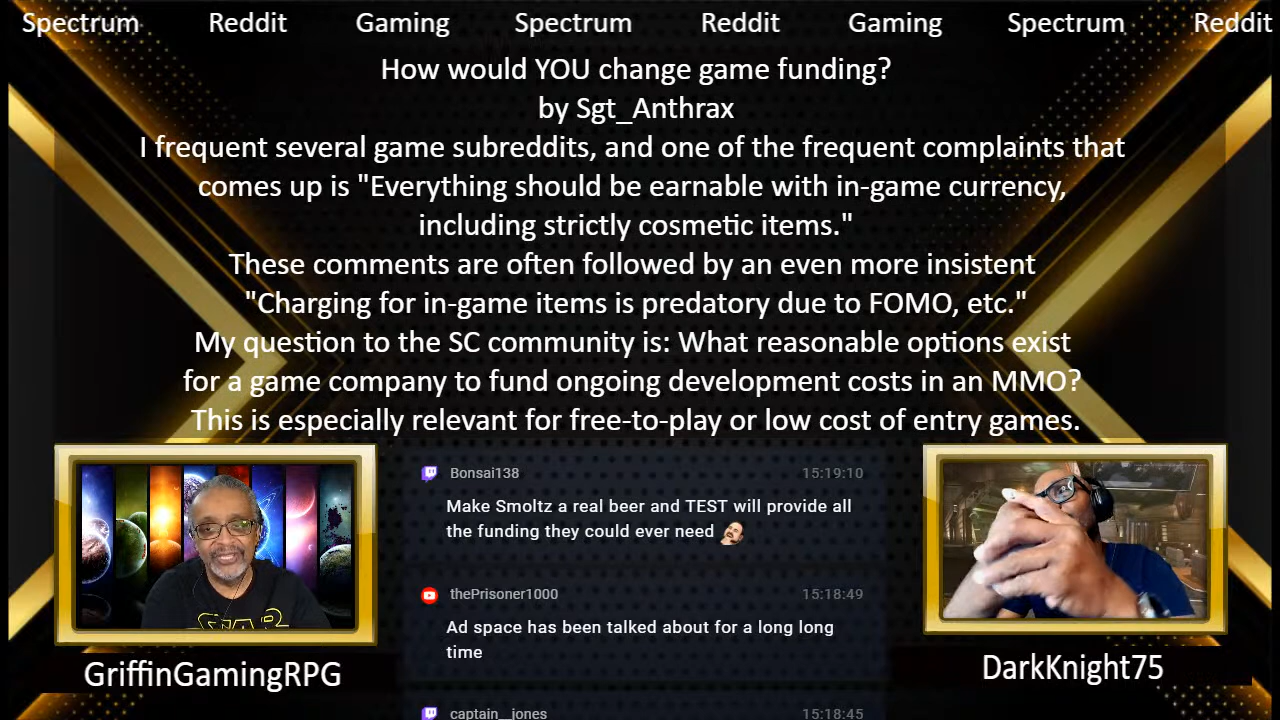 Spectrum Reddit Gaming Spectrum Reddit Gaming Spectrum Reddit
How would YOU change game funding?
by Sgt_Anthrax
I frequent several game subreddits, and one of the frequent complaints that
comes up is "Everything should be earnable with in-game currency,
including strictly cosmetic items."
These comments are often followed by an even more insistent
"Charging for in-game items is predatory due to FOMO, etc."
My question to the SC community is: What reasonable options exist
for a game company to fund ongoing development costs in an MMO?
This is especially relevant for free-to-play or low cost of entry games.
Bonsai138 15:19:10
Make Smoltz a real beer and TEST will provide all
the funding they could ever need
thePrisoner1000 15:18:49
Ad space has been talked about for a long long
time
captain__jones 15:18:45
GriffinGamingRPG
DarkKnight75